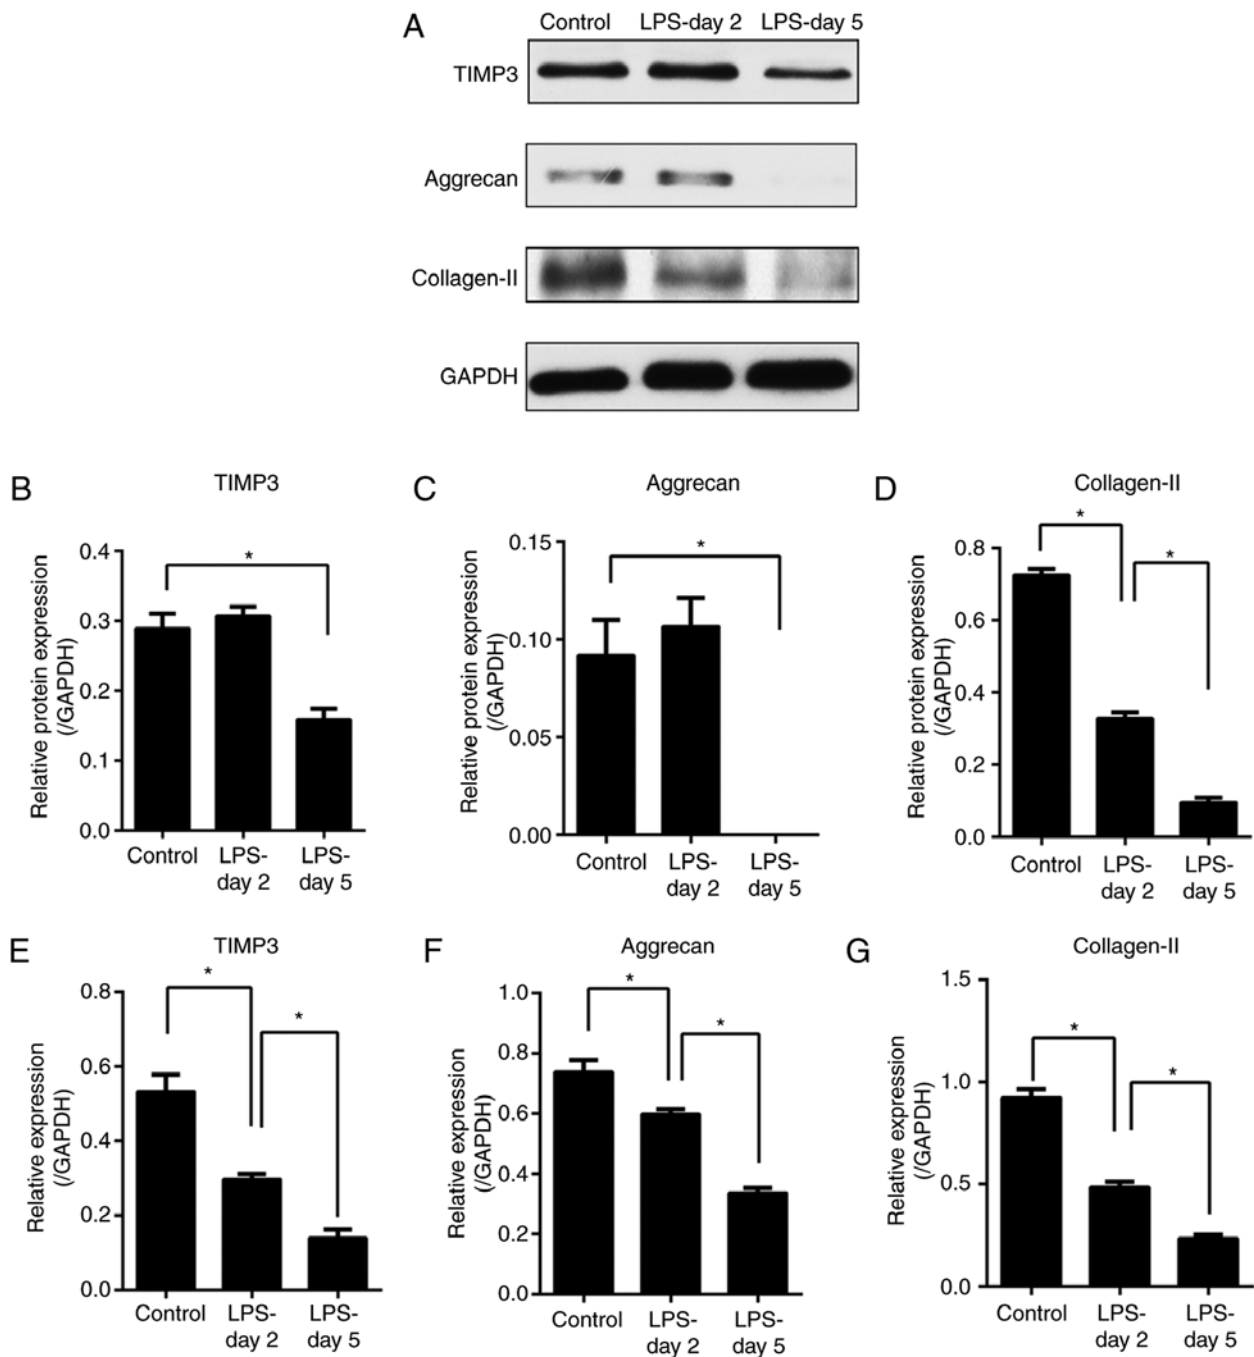 A
Control LPS-day 2 LPS-day 5
TIMP3
Aggrecan
Collagen-II
GAPDH
B
TIMP3
Relative protein expression
(/GAPDH)
0.4
0.3
0.2
0.1
0.0
*
Control LPS- LPS-
day 2 day 5
C
Aggrecan
Relative protein expression
(/GAPDH)
0.15
0.10
0.05
0.00
*
Control LPS- LPS-
day 2 day 5
D
Collagen-II
Relative protein expression
(/GAPDH)
0.8
0.6
0.4
0.2
0.0
*
*
Control LPS- LPS-
day 2 day 5
E
TIMP3
Relative expression
(/GAPDH)
0.8
0.6
0.4
0.2
0.0
*
*
Control LPS- LPS-
day 2 day 5
F
Aggrecan
Relative expression
(/GAPDH)
1.0
0.8
0.6
0.4
0.2
0.0
*
*
Control LPS- LPS-
day 2 day 5
G
Collagen-II
Relative expression
(/GAPDH)
1.5
1.0
0.5
0.0
*
*
Control LPS- LPS-
day 2 day 5